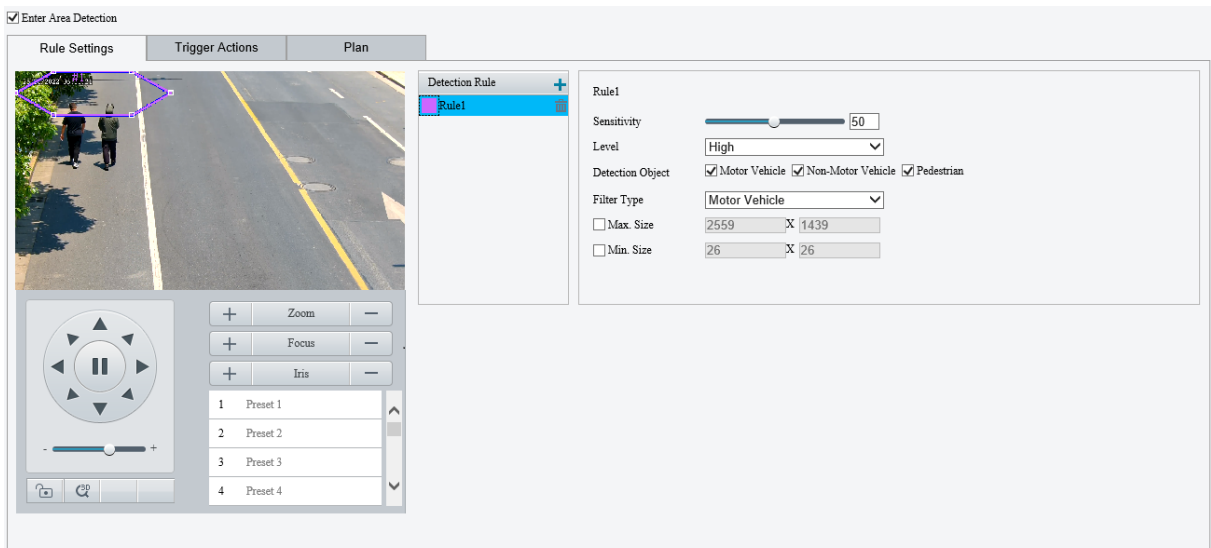 Enter Area Detection
Rule Settings
Trigger Actions
Plan
Detection Rule
Rule1
Rule1
Sensitivity
50
Level
High
Detection Object
Motor Vehicle
Non-Motor Vehicle
Pedestrian
Filter Type
Motor Vehicle
Max. Size
2559 X 1439
Min. Size
26 X 26
+ Zoom —
+ Focus —
+ Iris —
1 Preset 1
2 Preset 2
3 Preset 3
4 Preset 4
- +
3D